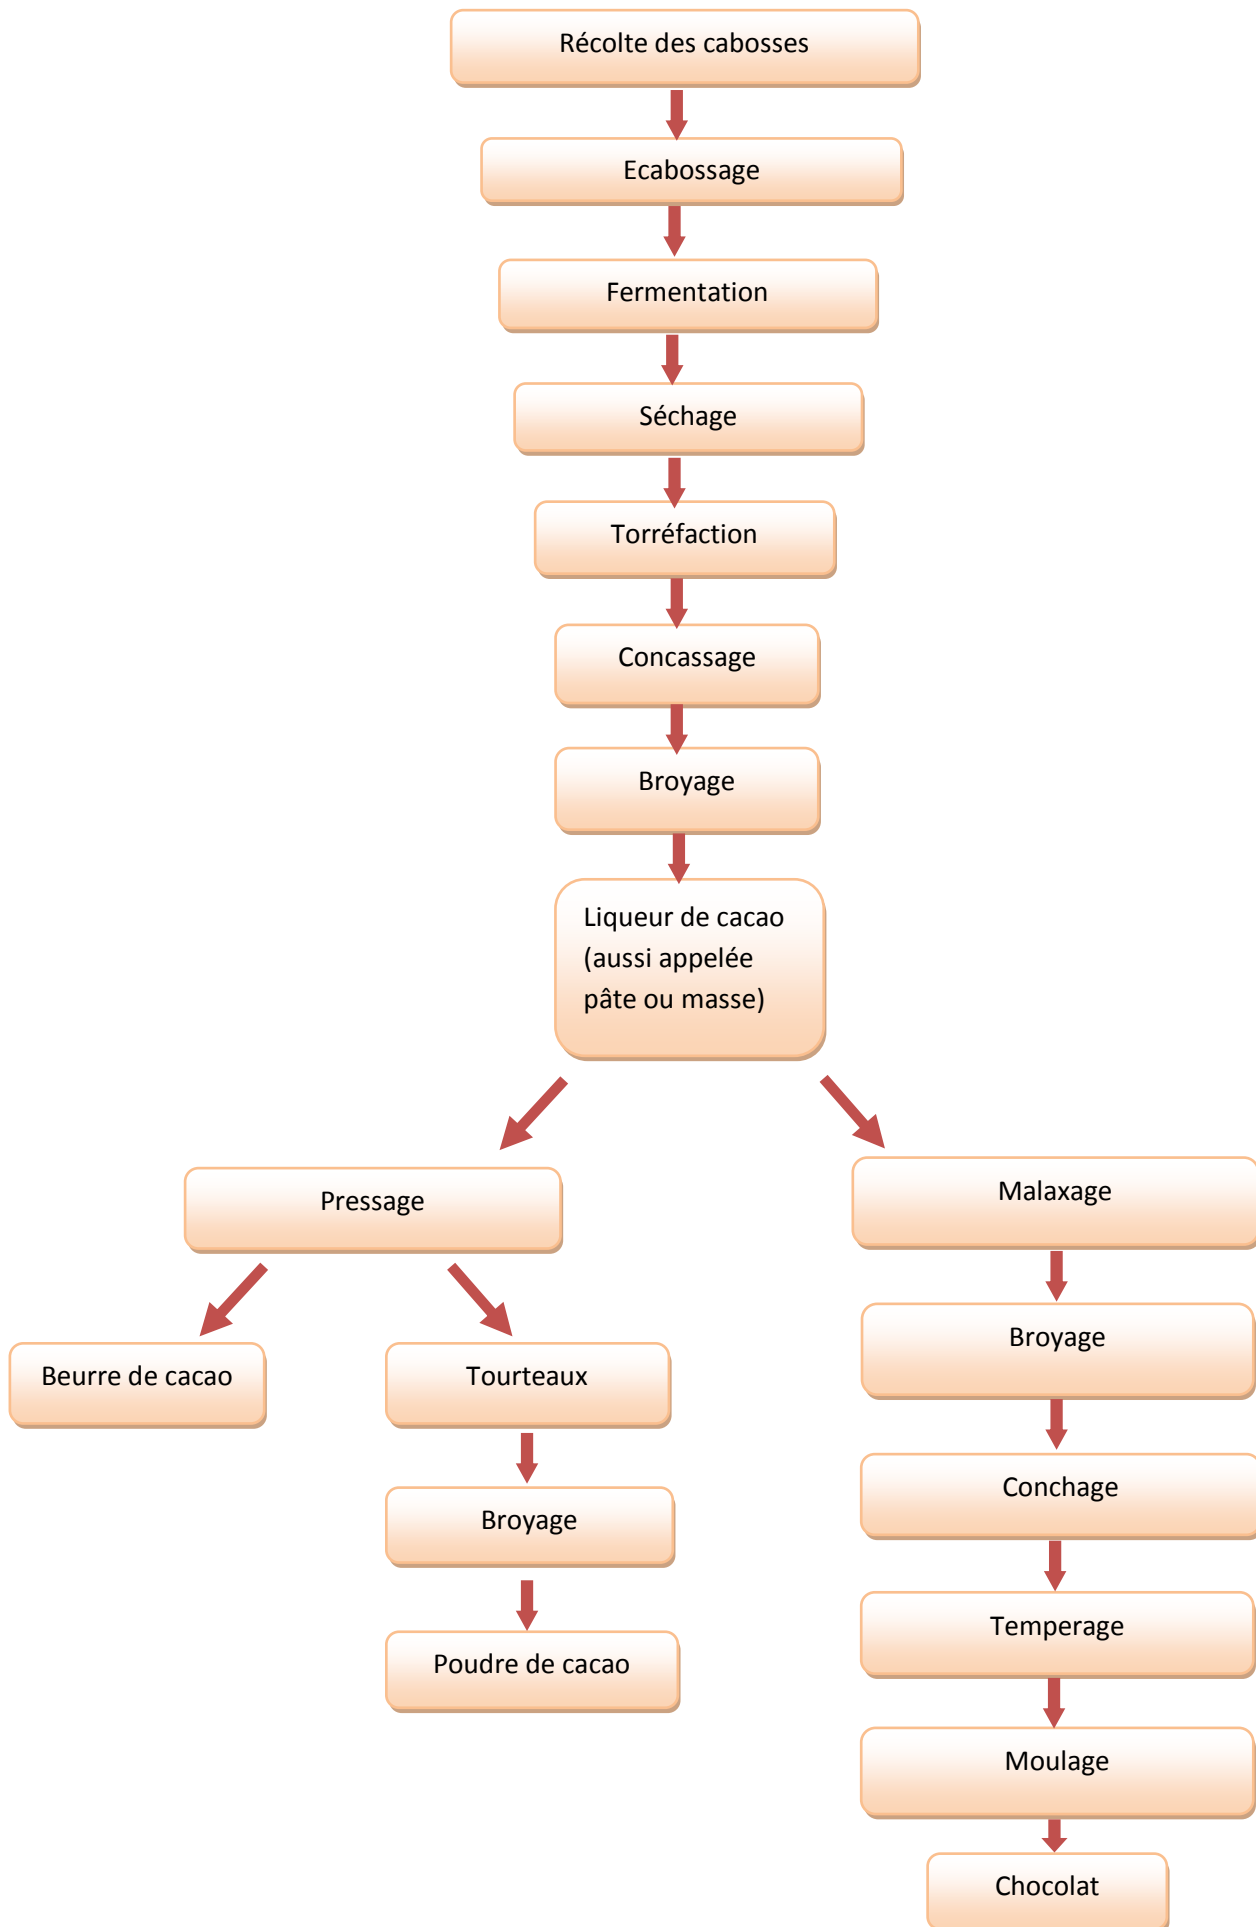 Récolte des cabosses
Ecabossage
Fermentation
Séchage
Torréfaction
Concassage
Broyage
Liqueur de cacao
(aussi appelée
pâte ou masse)
Pressage
Beurre de cacao
Tourteaux
Broyage
Poudre de cacao
Malaxage
Broyage
Conchage
Temperage
Moulage
Chocolat